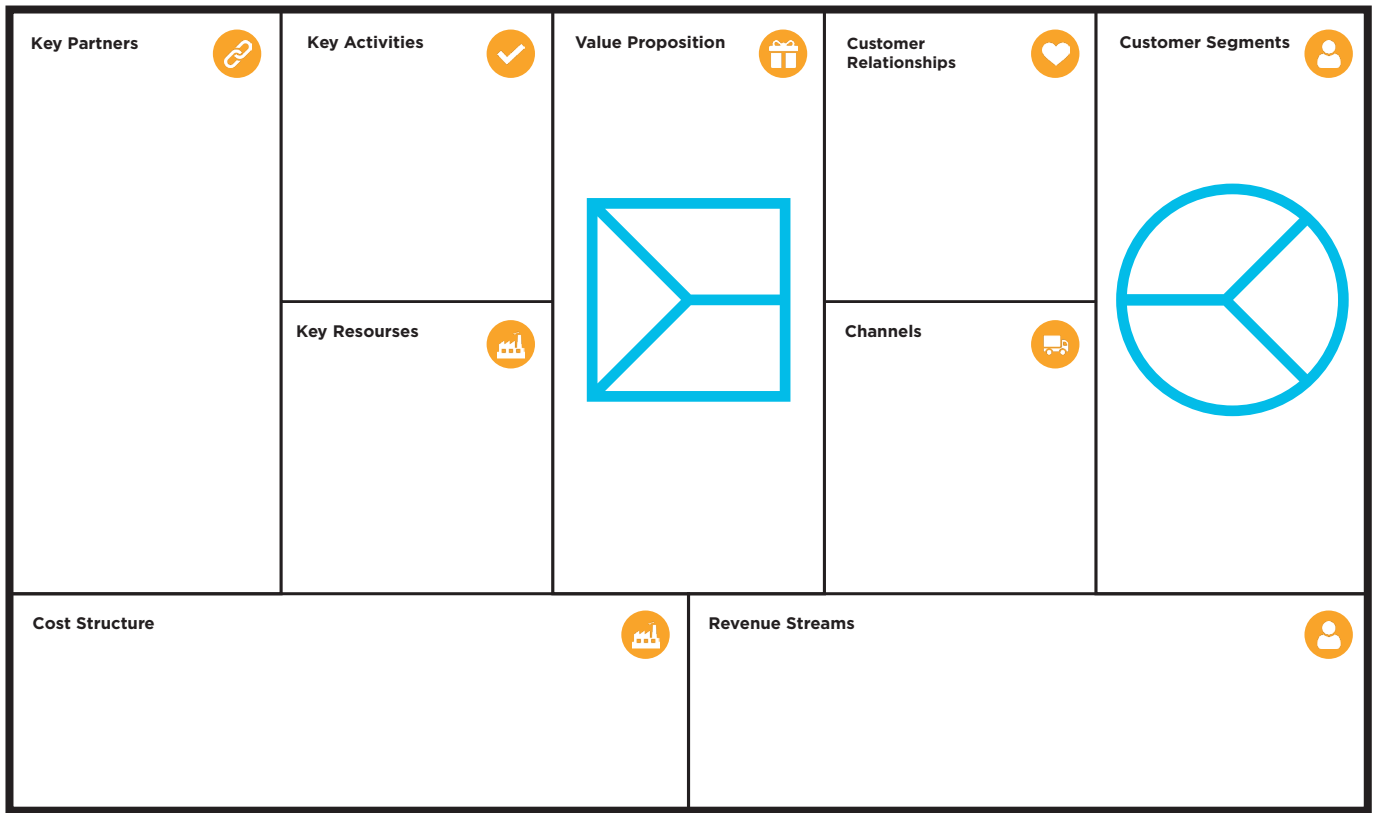 Key Partners
Key Activities
Value Proposition
Customer
Relationships
Customer Segments
Key Resourses
Channels
Cost Structure
Revenue Streams